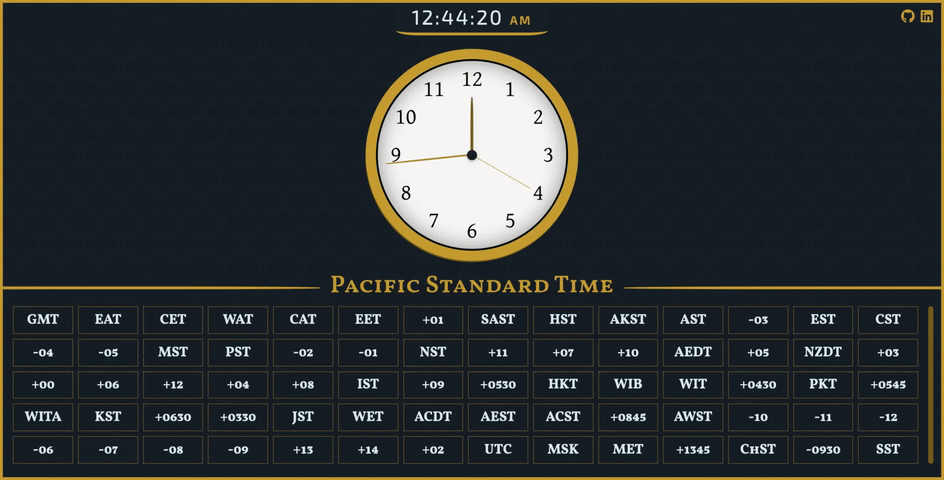 12:44:20 AM
12
1
2
3
4
5
6
7
8
9
10
11
Pacific Standard Time
GMT EAT CET WAT CAT EET +01 SAST HST AKST AST -03 EST CST
-04 -05 MST PST -02 -01 NST +11 +07 +10 AEDT +05 NZDT +03
+00 +06 +12 +04 +08 IST +09 +0530 HKT WIB WIT +0430 PKT +0545
WITA KST +0630 +0330 JST WET ACDT AEST ACST +0845 AWST -10 -11 -12
-06 -07 -08 -09 +13 +14 +02 UTC MSK MET +1345 ChST -0930 SST